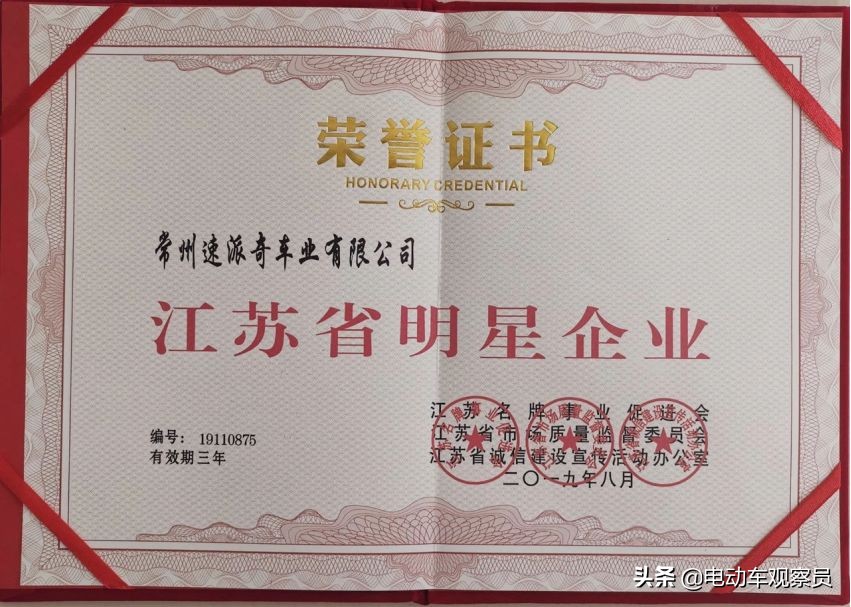 荣誉证书
HONORARY CREDENTIAL
常州速派奇车业有限公司
江苏省明星企业
编号： 19110875
有效期三年
江苏名牌事业促进会
江苏省市场质量监督委员会
江苏省诚信建设宣传活动办公室
二〇一九年八月
头条 @电动车观察员